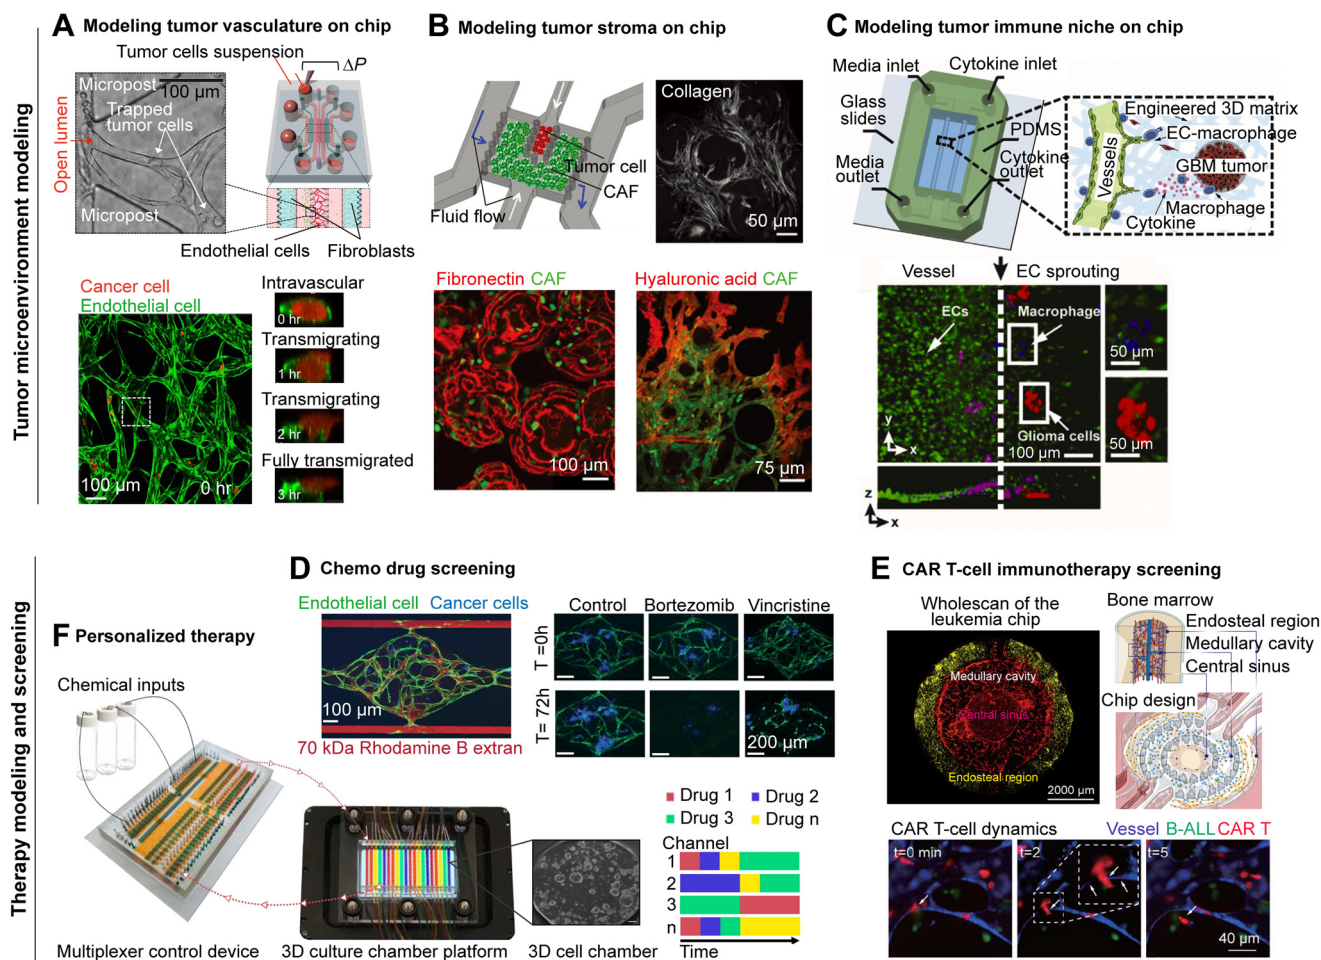 Tumor microenvironment modeling
A Modeling tumor vasculature on chip
Tumor cells suspension
ΔP
Micropost
100 µm
Trapped
tumor cells
Open lumen
Micropost
Endothelial cells
Fibroblasts
Cancer cell
Endothelial cell
100 µm
0 hr
Intravascular
0 hr
Transmigrating
1 hr
Transmigrating
2 hr
Fully transmigrated
3 hr
B Modeling tumor stroma on chip
Tumor cell
CAF
Fluid flow
Collagen
50 µm
Fibronectin CAF
100 µm
Hyaluronic acid CAF
75 µm
C Modeling tumor immune niche on chip
Media inlet
Cytokine inlet
Glass
slides
PDMS
Media
outlet
Cytokine
outlet
Engineered 3D matrix
EC-macrophage
Vessels
GBM tumor
Macrophage
Cytokine
Vessel
EC sprouting
ECs
Macrophage
Glioma cells
100 µm
y
x
50 µm
50 µm
z
x
Therapy modeling and screening
D Chemo drug screening
Endothelial cell Cancer cells
100 µm
70 kDa Rhodamine B extran
Control
Bortezomib
Vincristine
T =0h
T= 72h
200 µm
E CAR T-cell immunotherapy screening
Wholescan of the
leukemia chip
Medullary cavity
Central sinus
Endosteal region
2000 µm
Bone marrow
Endosteal region
Medullary cavity
Central sinus
Chip design
CAR T-cell dynamics
Vessel B-ALL CAR T
t=0 min
t=2
t=5
40 µm
F Personalized therapy
Chemical inputs
Multiplexer control device
3D culture chamber platform
3D cell chamber
Drug 1
Drug 2
Drug 3
Drug n
Channel
1
2
3
n
Time